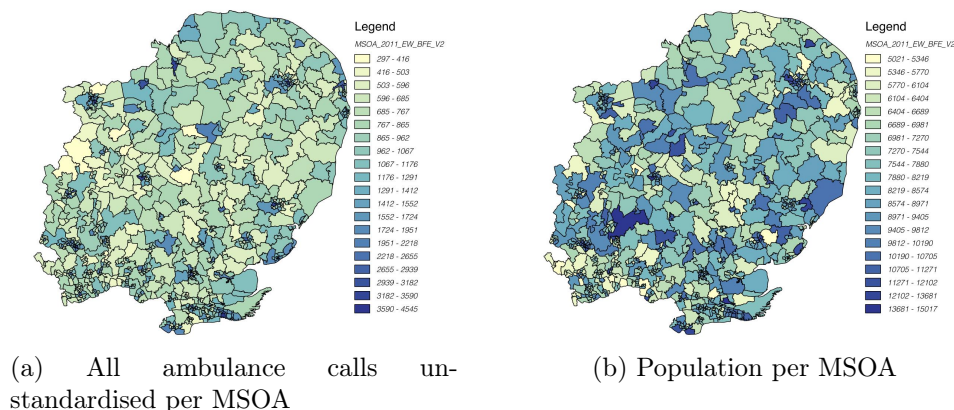 Legend
MSOA_2011_EW_BFE_V2
297 - 416
416 - 503
503 - 596
596 - 685
685 - 767
767 - 865
865 - 962
962 - 1067
1067 - 1176
1176 - 1291
1291 - 1412
1412 - 1552
1552 - 1724
1724 - 1951
1951 - 2218
2218 - 2655
2655 - 2939
2939 - 3182
3182 - 3590
3590 - 4545
(a) All ambulance calls un-
standardised per MSOA
Legend
MSOA_2011_EW_BFE_V2
5021 - 5346
5346 - 5770
5770 - 6104
6104 - 6404
6404 - 6689
6689 - 6981
6981 - 7270
7270 - 7544
7544 - 7880
7880 - 8219
8219 - 8574
8574 - 8971
8971 - 9405
9405 - 9812
9812 - 10190
10190 - 10705
10705 - 11271
11271 - 12102
12102 - 13681
13681 - 15017
(b) Population per MSOA